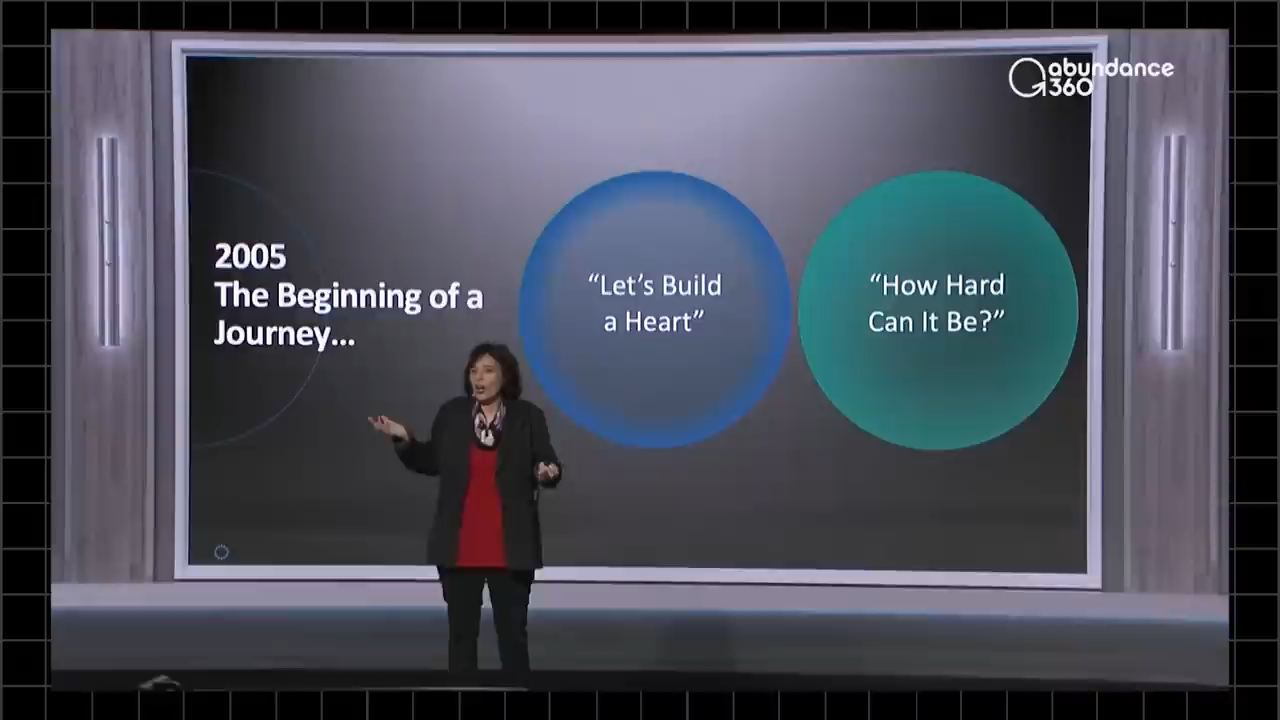 abundance
360
2005
The Beginning of a
Journey...
“Let’s Build
a Heart”
“How Hard
Can It Be?”